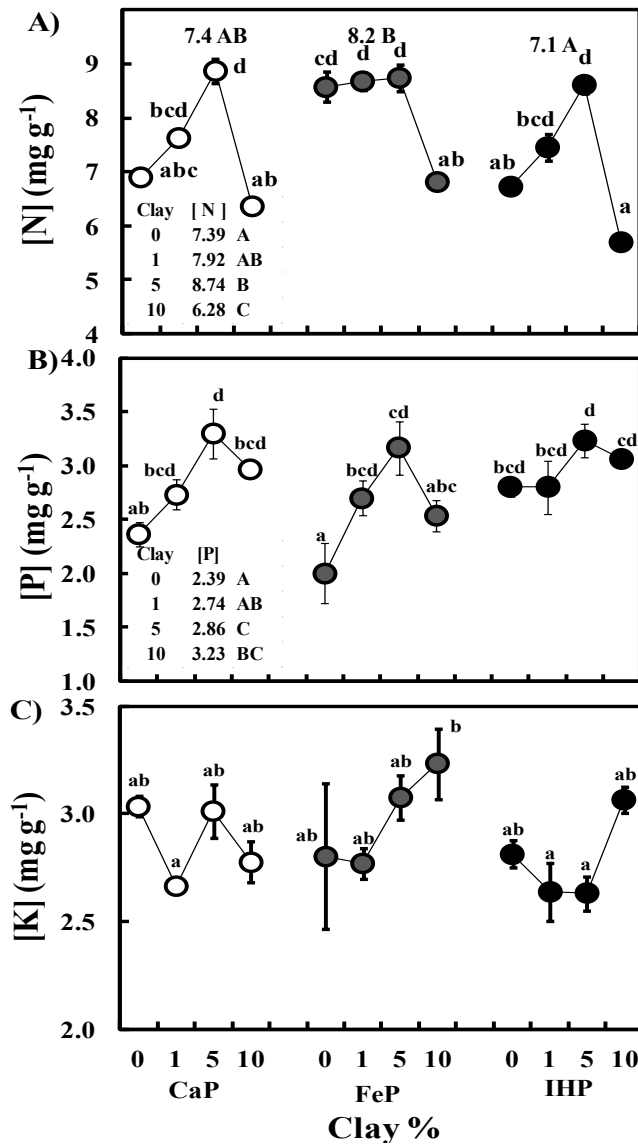 A)
7.4 AB
8.2 B
7.1 A
[N] (mg g-1)
9
8
7
6
5
4
abc
bcd
d
ab
cd
d
d
ab
ab
bcd
d
a
Clay [ N ]
0 7.39 A
1 7.92 AB
5 8.74 B
10 6.28 C
B)
[P] (mg g-1)
4.0
3.5
3.0
2.5
2.0
1.5
1.0
ab
bcd
d
bcd
a
bcd
cd
abc
bcd
bcd
d
cd
Clay [P]
0 2.39 A
1 2.74 AB
5 2.86 C
10 3.23 BC
C)
[K] (mg g-1)
3.5
3.0
2.5
2.0
ab
a
ab
ab
ab
ab
ab
b
ab
a
a
ab
0 1 5 10 0 1 5 10 0 1 5 10
CaP FeP IHP
Clay %